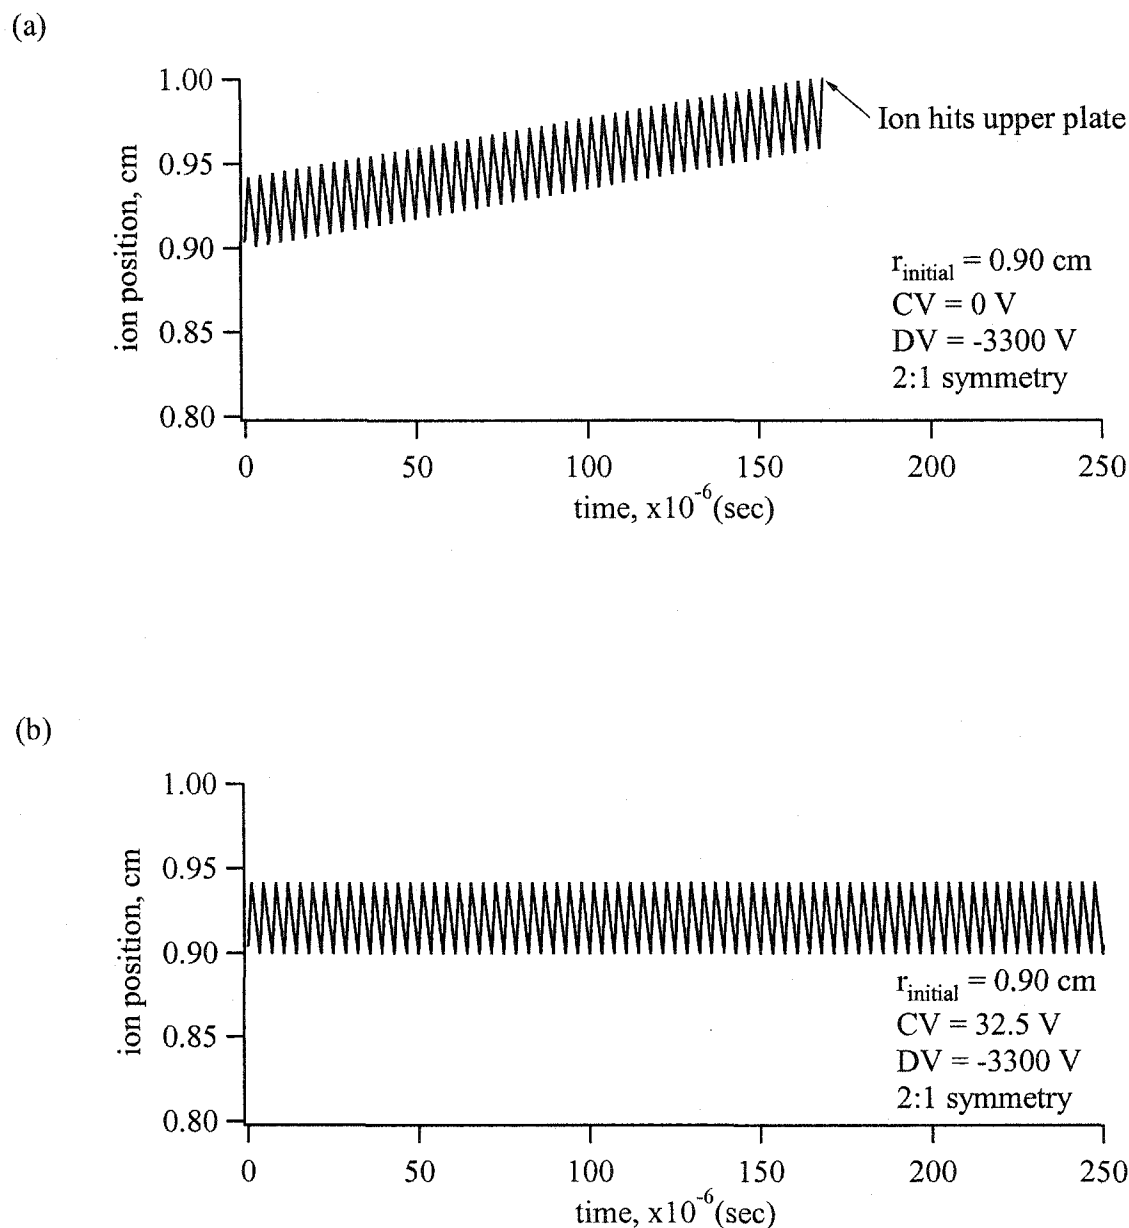 (a)
1.00
0.95
0.90
0.85
0.80
ion position, cm
Ion hits upper plate
r_initial = 0.90 cm
CV = 0 V
DV = -3300 V
2:1 symmetry
0 50 100 150 200 250
time, x10^-6(sec)
(b)
1.00
0.95
0.90
0.85
0.80
ion position, cm
r_initial = 0.90 cm
CV = 32.5 V
DV = -3300 V
2:1 symmetry
0 50 100 150 200 250
time, x10^-6(sec)